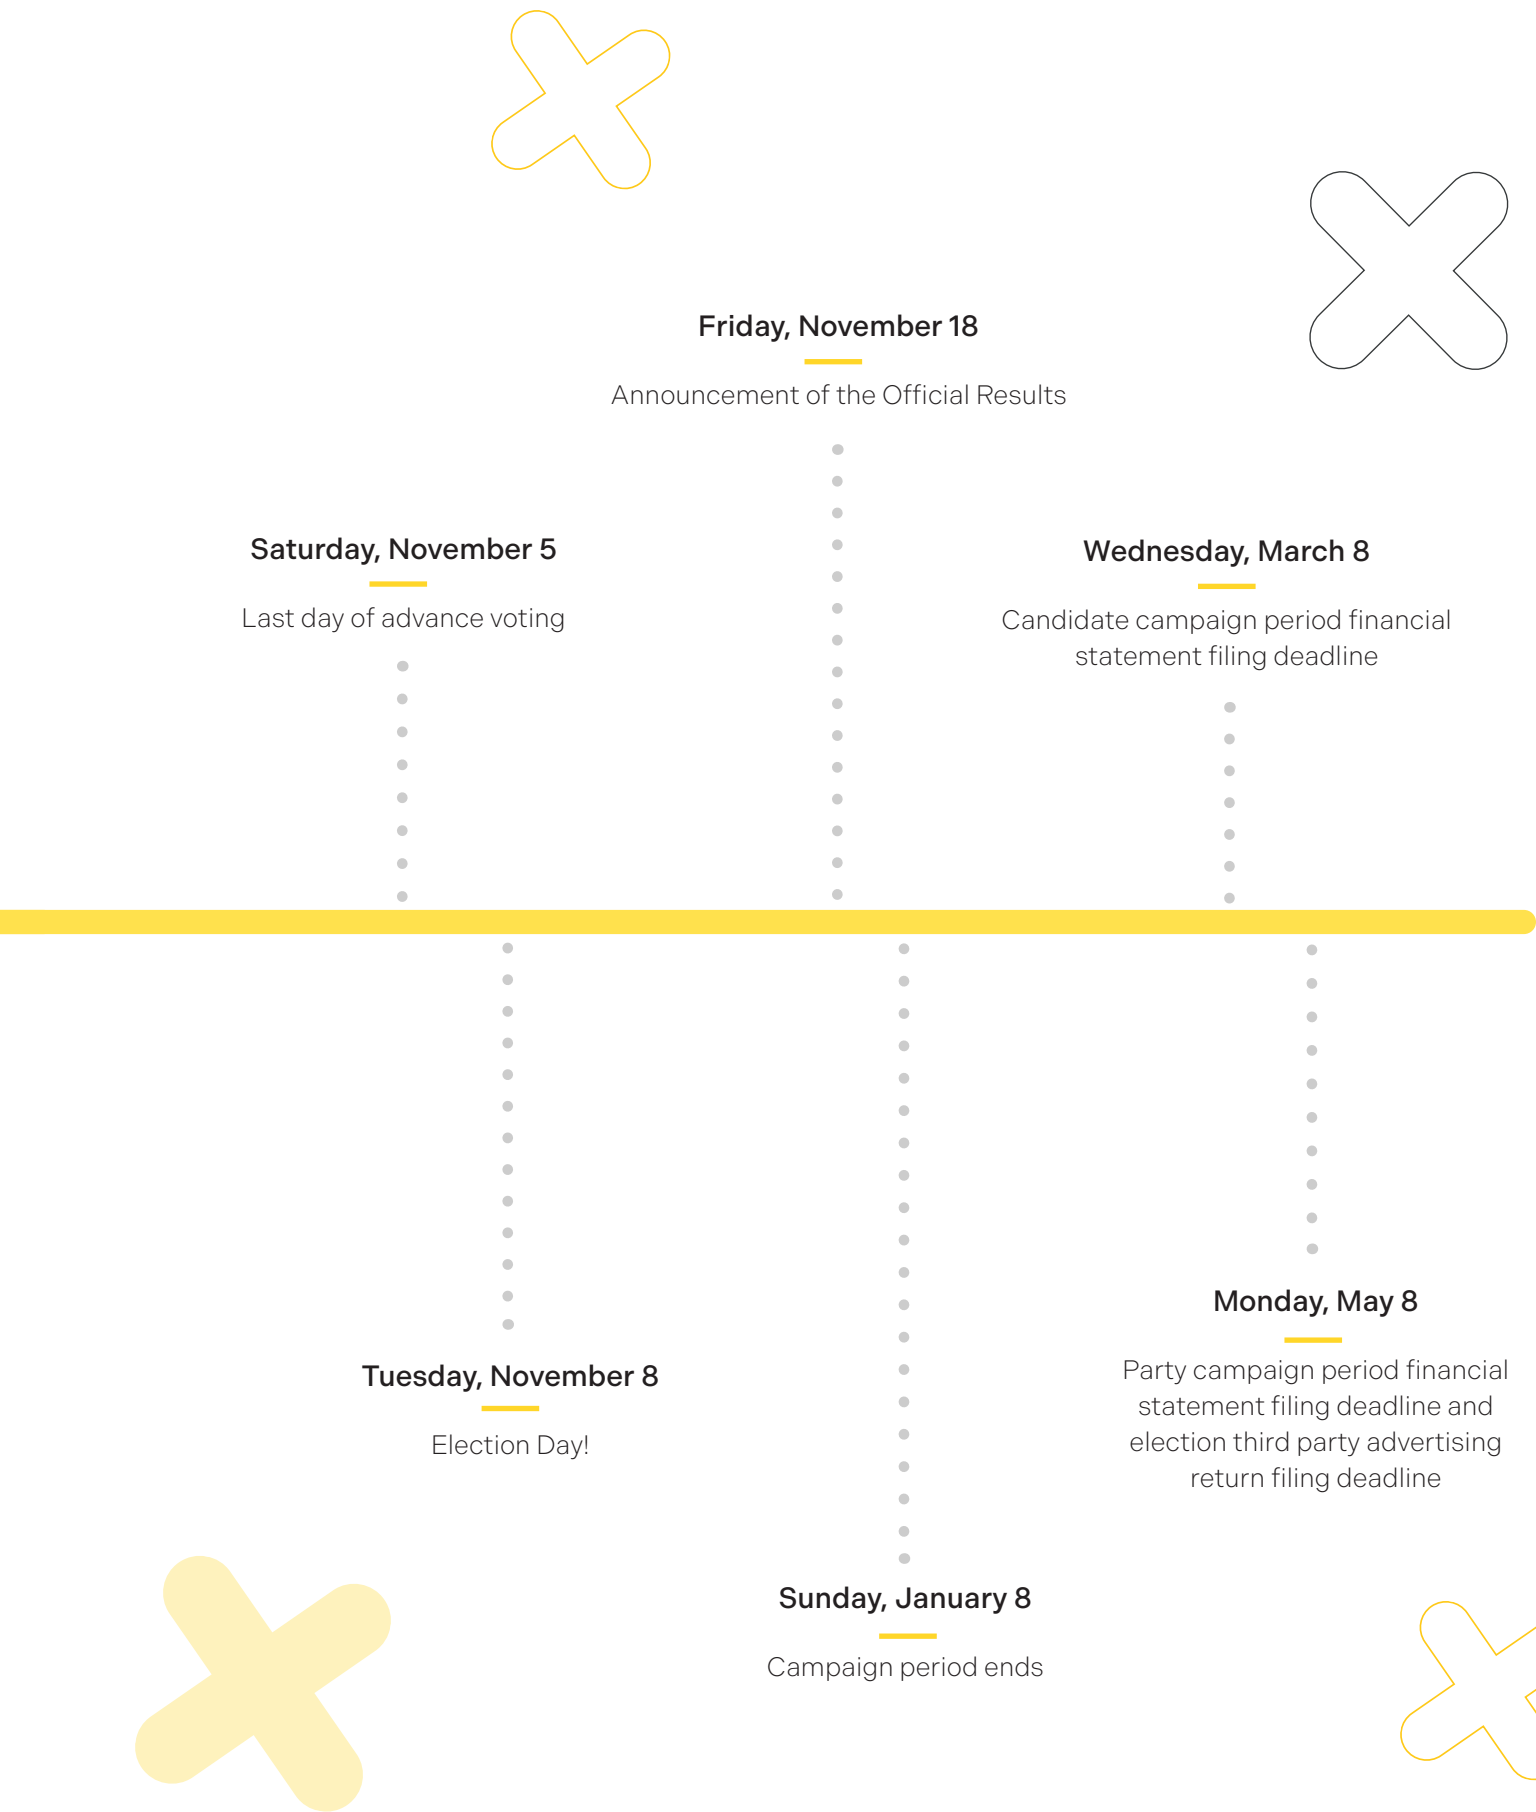 Friday, November 18
Announcement of the Official Results
Saturday, November 5
Last day of advance voting
Wednesday, March 8
Candidate campaign period financial
statement filing deadline
Tuesday, November 8
Election Day!
Sunday, January 8
Campaign period ends
Monday, May 8
Party campaign period financial
statement filing deadline and
election third party advertising
return filing deadline